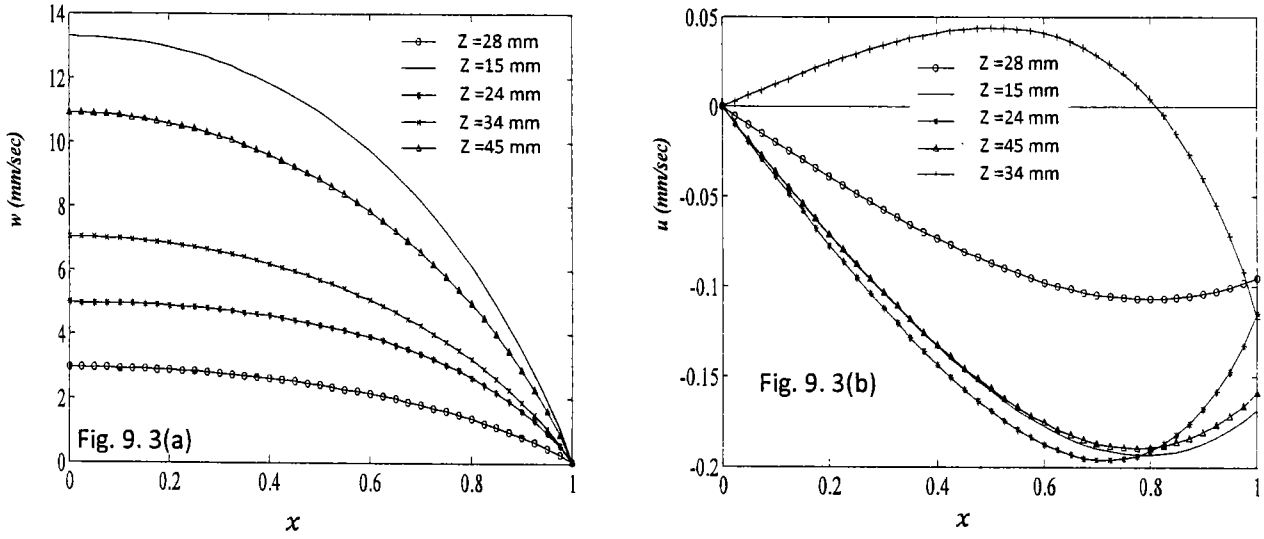 14
12
10
8
6
4
2
0
w (mm/sec)
Z =28 mm
Z =15 mm
Z =24 mm
Z =34 mm
Z =45 mm
Fig. 9. 3(a)
0 0.2 0.4 0.6 0.8 1
x
0.05
0
-0.05
-0.1
-0.15
-0.2
u (mm/sec)
Z =28 mm
Z =15 mm
Z =24 mm
Z =45 mm
Z =34 mm
Fig. 9. 3(b)
0 0.2 0.4 0.6 0.8 1
x